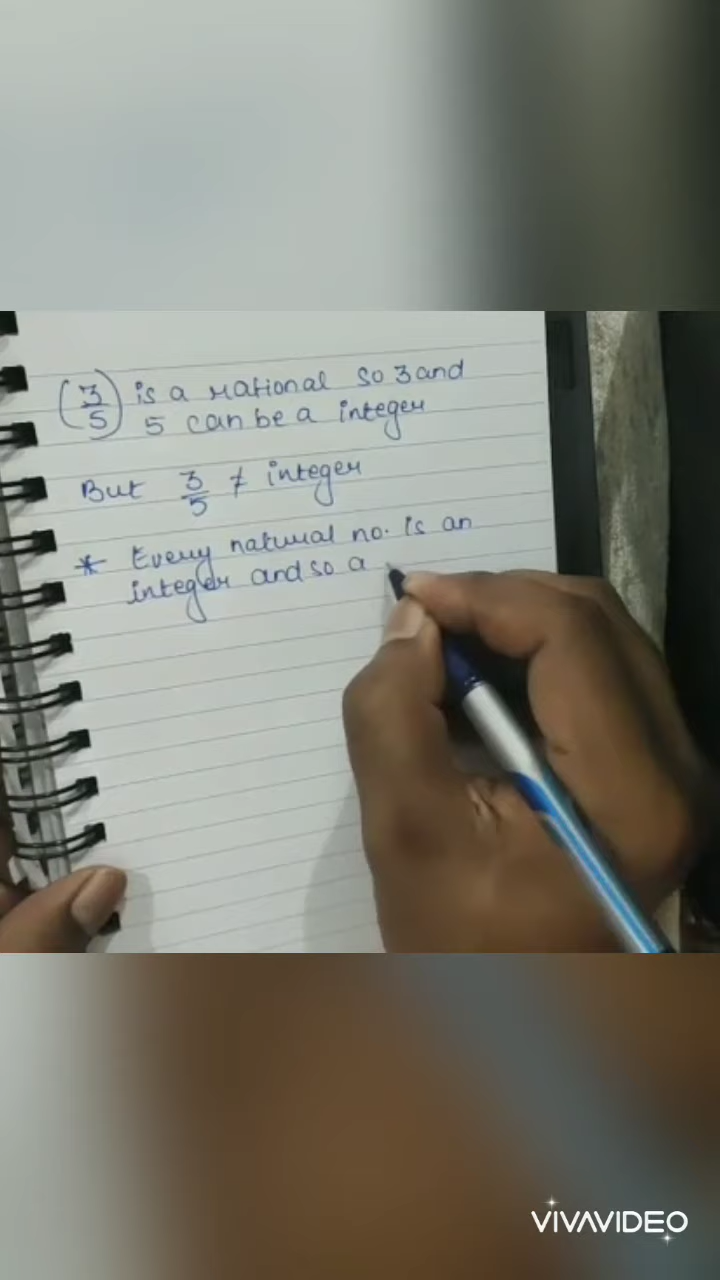 (3/5) is a rational so 3 and
5 can be a integer
But 3/5 ≠ integer
* Every natural no. is an
integer and so a
VIVAVIDEO